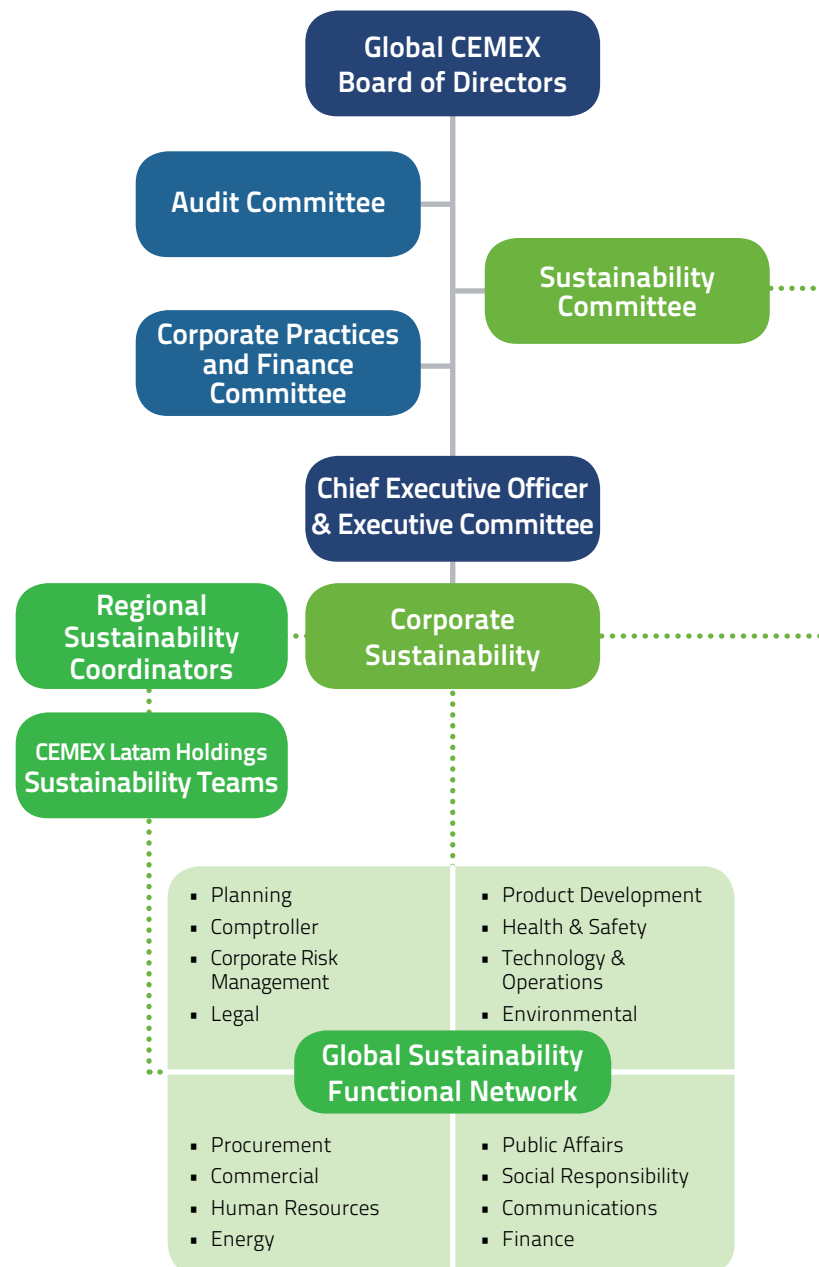 Global CEMEX
Board of Directors
Audit Committee
Sustainability
Committee
Corporate Practices
and Finance
Committee
Chief Executive Officer
& Executive Committee
Regional
Sustainability
Coordinators
Corporate
Sustainability
CEMEX Latam Holdings
Sustainability Teams
▪ Planning
▪ Comptroller
▪ Corporate Risk
Management
▪ Legal
▪ Product Development
▪ Health & Safety
▪ Technology &
Operations
▪ Environmental
Global Sustainability
Functional Network
▪ Procurement
▪ Commercial
▪ Human Resources
▪ Energy
▪ Public Affairs
▪ Social Responsibility
▪ Communications
▪ Finance